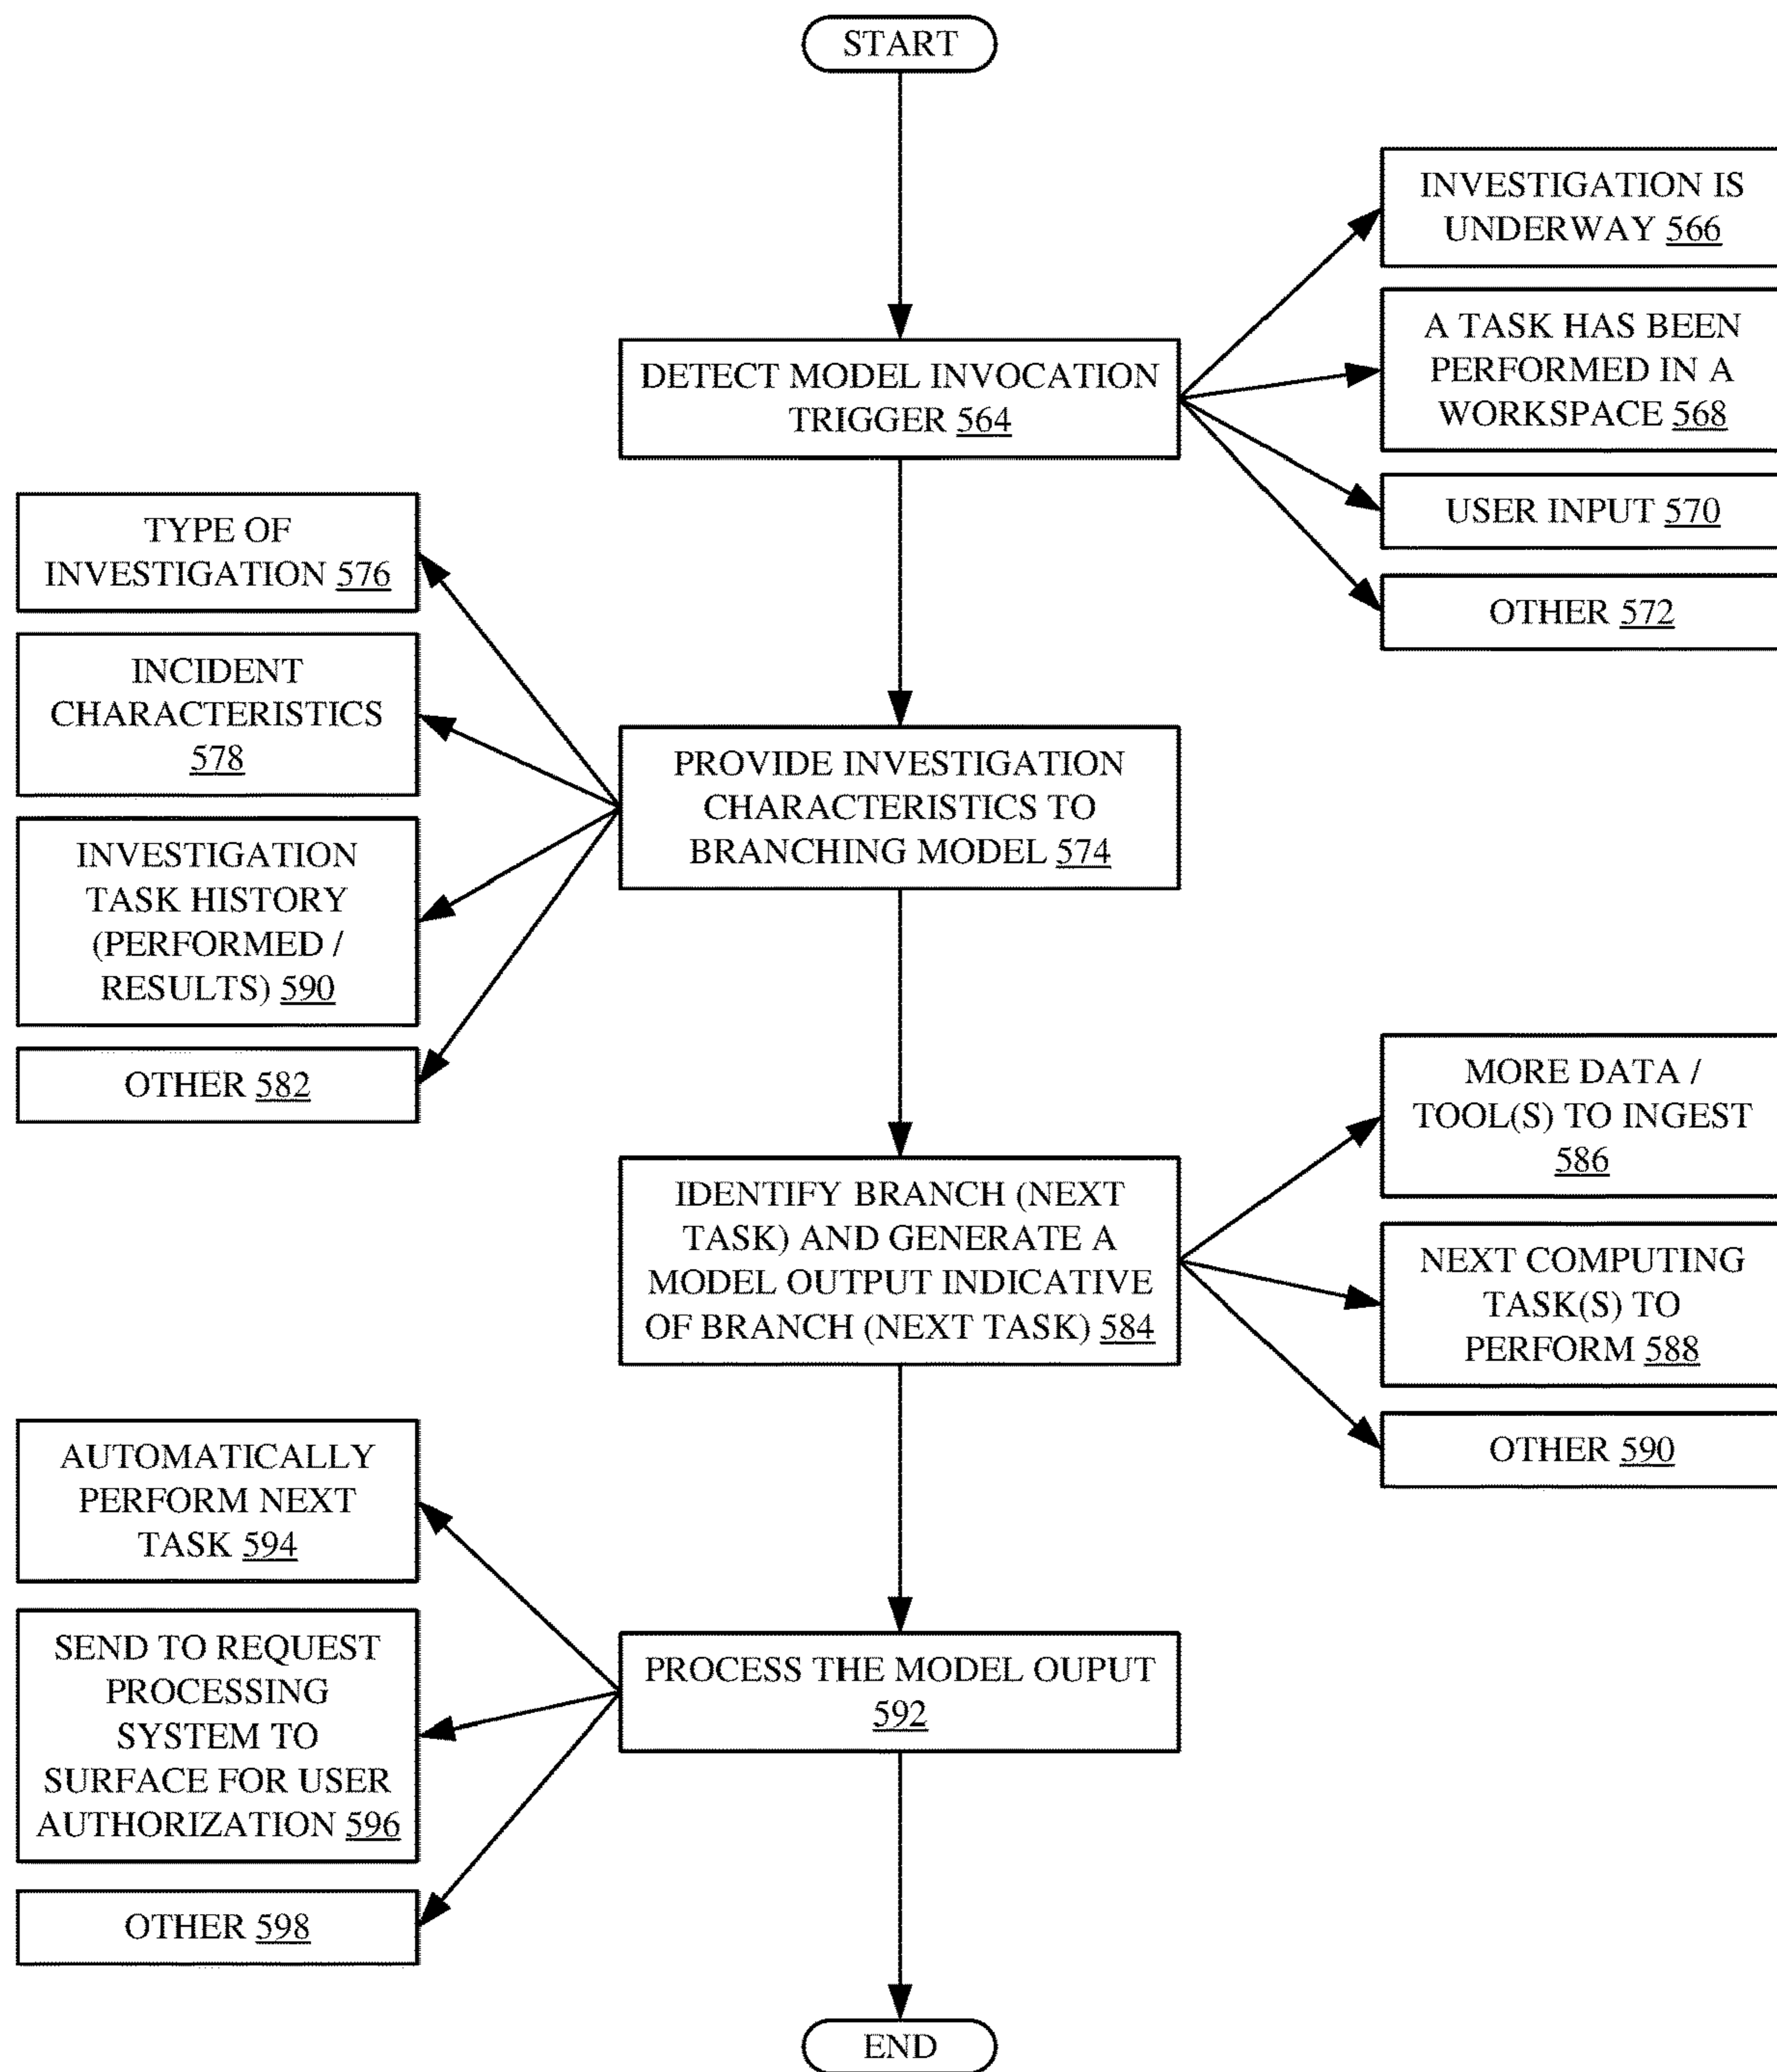 START
INVESTIGATION IS
UNDERWAY 566
A TASK HAS BEEN
PERFORMED IN A
WORKSPACE 568
DETECT MODEL INVOCATION
TRIGGER 564
USER INPUT 570
OTHER 572
TYPE OF
INVESTIGATION 576
INCIDENT
CHARACTERISTICS
578
PROVIDE INVESTIGATION
CHARACTERISTICS TO
BRANCHING MODEL 574
INVESTIGATION
TASK HISTORY
(PERFORMED /
RESULTS) 590
OTHER 582
MORE DATA /
TOOL(S) TO INGEST
586
IDENTIFY BRANCH (NEXT
TASK) AND GENERATE A
MODEL OUTPUT INDICATIVE
OF BRANCH (NEXT TASK) 584
NEXT COMPUTING
TASK(S) TO
PERFORM 588
OTHER 590
AUTOMATICALLY
PERFORM NEXT
TASK 594
SEND TO REQUEST
PROCESSING
SYSTEM TO
SURFACE FOR USER
AUTHORIZATION 596
PROCESS THE MODEL OUPUT
592
OTHER 598
END